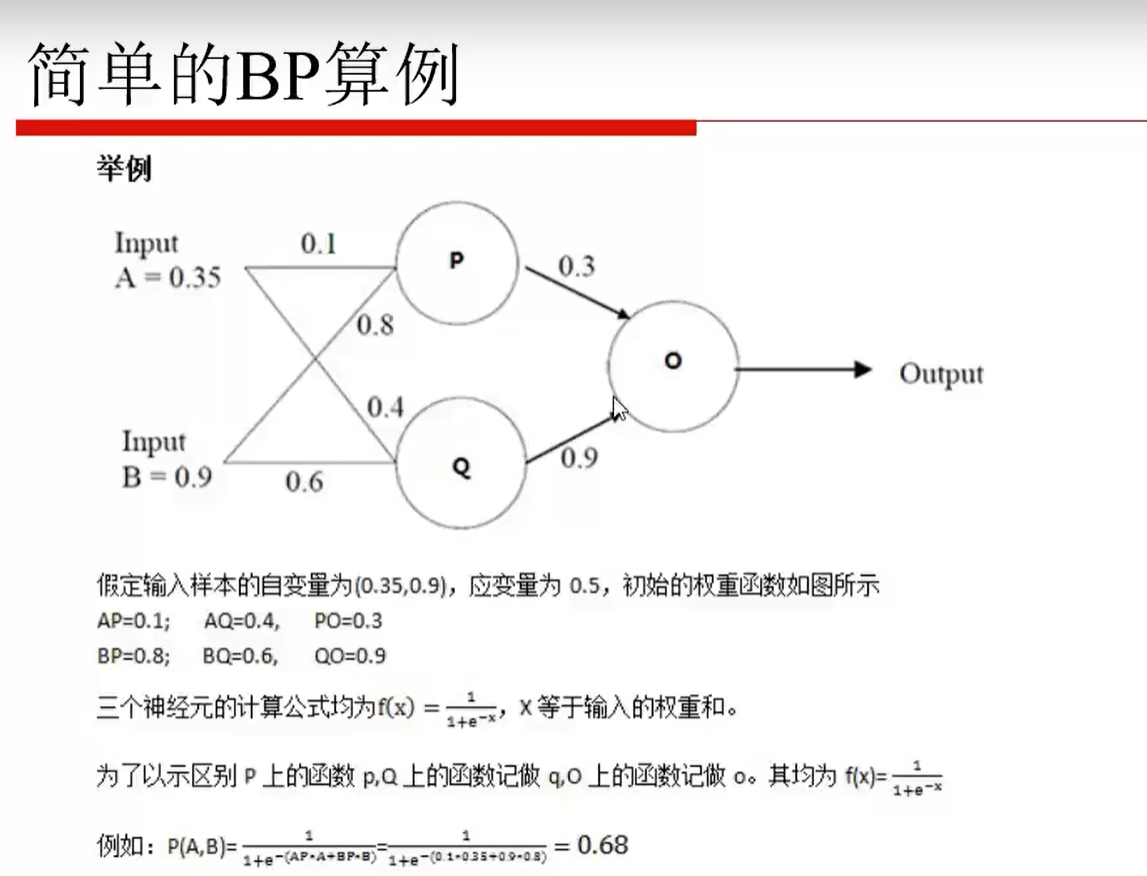 简单的BP算例
举例
Input
A = 0.35
0.1
P
0.3
0.8
O
Output
0.4
Input
B = 0.9
0.6
Q
0.9
假定输入样本的自变量为(0.35,0.9)，应变量为 0.5，初始的权重函数如图所示
AP=0.1; AQ=0.4, PO=0.3
BP=0.8; BQ=0.6, QO=0.9
三个神经元的计算公式均为f(x) = 1/(1+e^-x)，X 等于输入的权重和。
为了以示区别 P 上的函数 p,Q 上的函数记做 q,O 上的函数记做 o。其均为 f(x)= 1/(1+e^-x)
例如：P(A,B)= 1/(1+e^-(AP*A+BP*B)) = 1/(1+e^-(0.1*0.35+0.9*0.8)) = 0.68